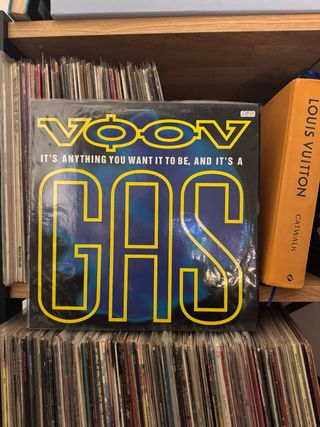 VOOV
IT'S ANYTHING YOU WANT IT TO BE, AND IT'S A
GAS
LOUIS VUITTON
CATWALK